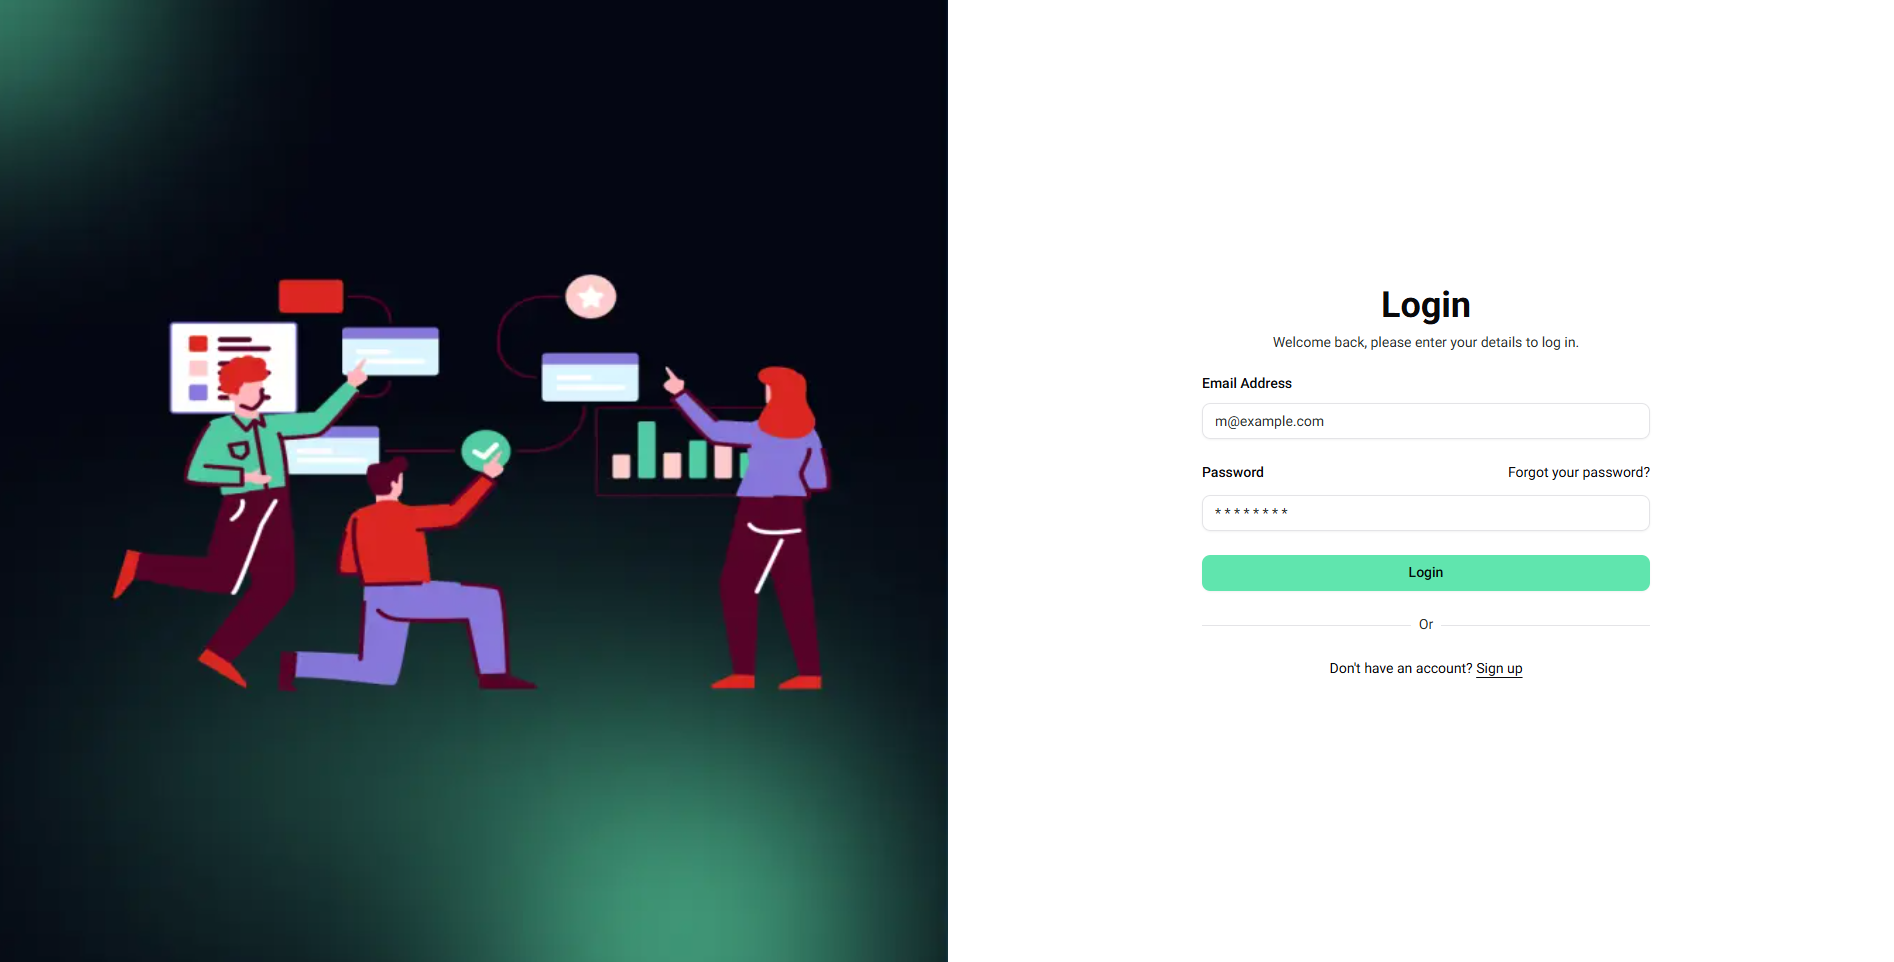 Login
Welcome back, please enter your details to log in.
Email Address
m@example.com
Password Forgot your password?
********
Login
Or
Don't have an account? Sign up